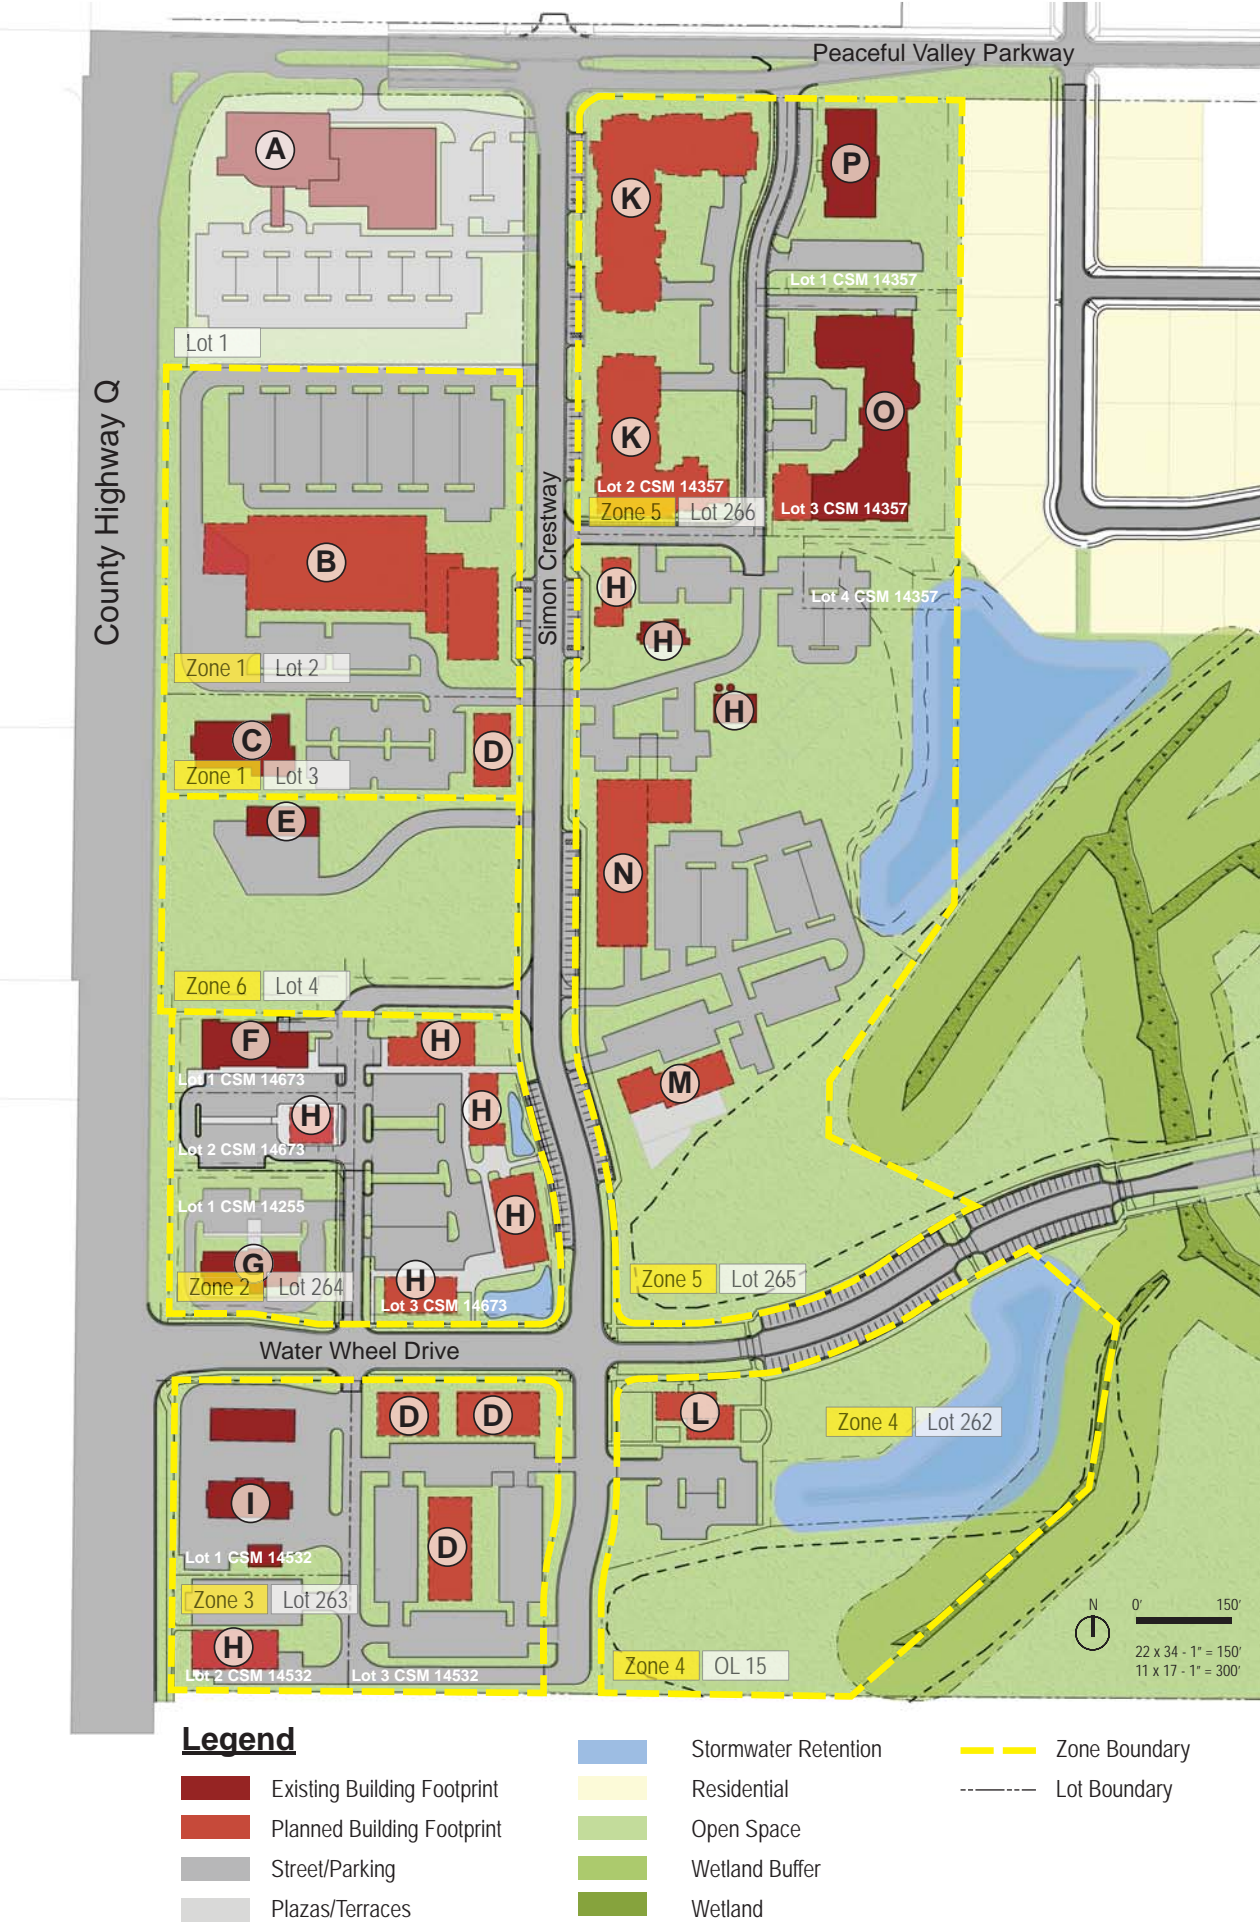 Peaceful Valley Parkway
A
P
K
Lot 1 CSM 14357
Lot 1
County Highway Q
K
O
Simon Crestway
Lot 2 CSM 14357
Zone 5 Lot 266
Lot 3 CSM 14357
B
H
Lot 4 CSM 14357
H
Zone 1 Lot 2
H
C
D
Zone 1 Lot 3
E
N
Zone 6 Lot 4
F
H
Lot 1 CSM 14673
M
H
H
Lot 2 CSM 14673
Lot 1 CSM 14255
H
G
Zone 2 Lot 264
H
Lot 3 CSM 14673
Zone 5 Lot 265
Water Wheel Drive
D
D
L
Zone 4 Lot 262
I
D
Lot 1 CSM 14532
Zone 3 Lot 263
H
Lot 2 CSM 14532
Lot 3 CSM 14532
Zone 4 OL 15
N
0' 150'
22 x 34 - 1" = 150'
11 x 17 - 1" = 300'
Legend
Existing Building Footprint
Planned Building Footprint
Street/Parking
Plazas/Terraces
Stormwater Retention
Residential
Open Space
Wetland Buffer
Wetland
Zone Boundary
Lot Boundary